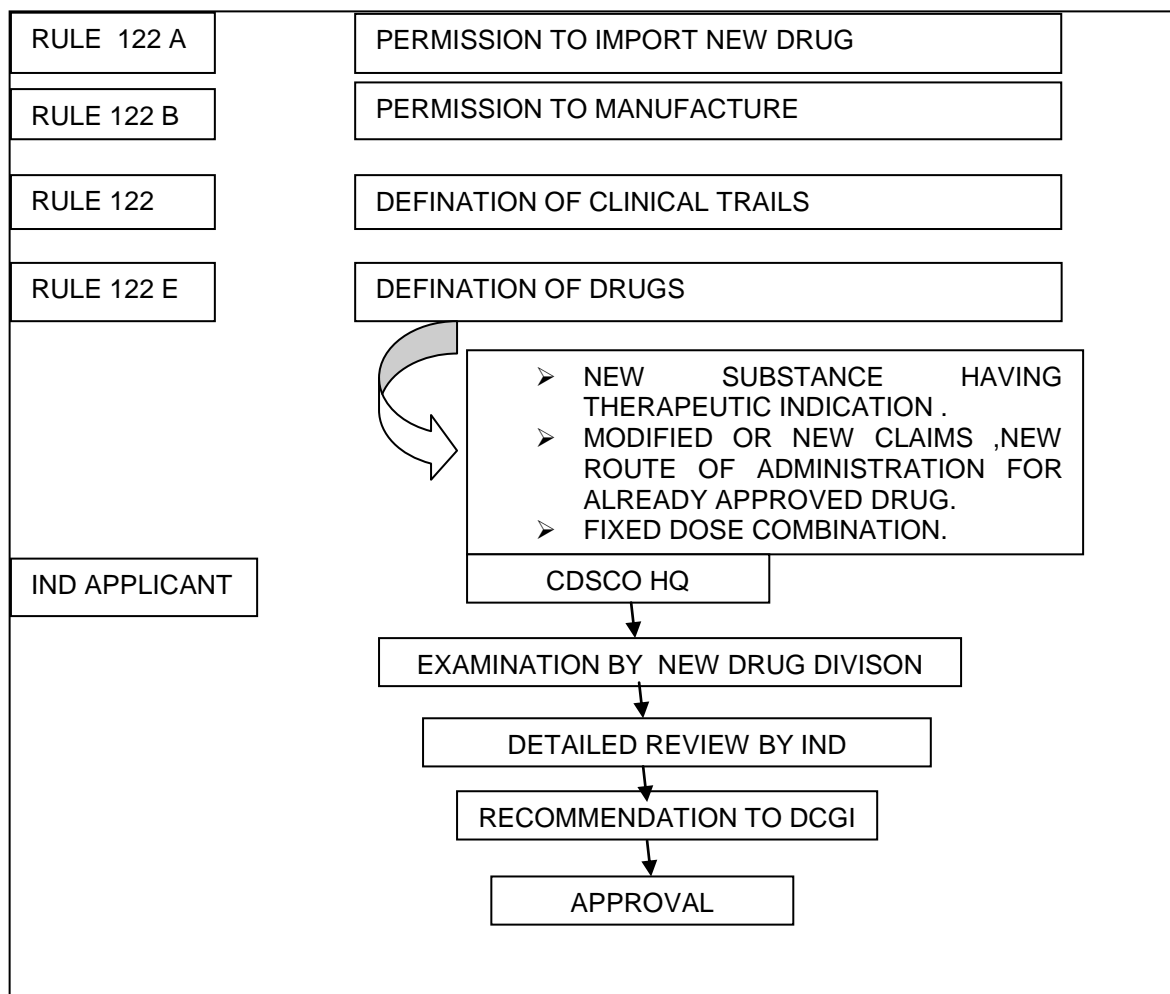 RULE 122 A
PERMISSION TO IMPORT NEW DRUG
RULE 122 B
PERMISSION TO MANUFACTURE
RULE 122
DEFINATION OF CLINICAL TRAILS
RULE 122 E
DEFINATION OF DRUGS
➢ NEW SUBSTANCE HAVING
THERAPEUTIC INDICATION .
➢ MODIFIED OR NEW CLAIMS ,NEW
ROUTE OF ADMINISTRATION FOR
ALREADY APPROVED DRUG.
➢ FIXED DOSE COMBINATION.
IND APPLICANT
CDSCO HQ
EXAMINATION BY NEW DRUG DIVISON
DETAILED REVIEW BY IND
RECOMMENDATION TO DCGI
APPROVAL